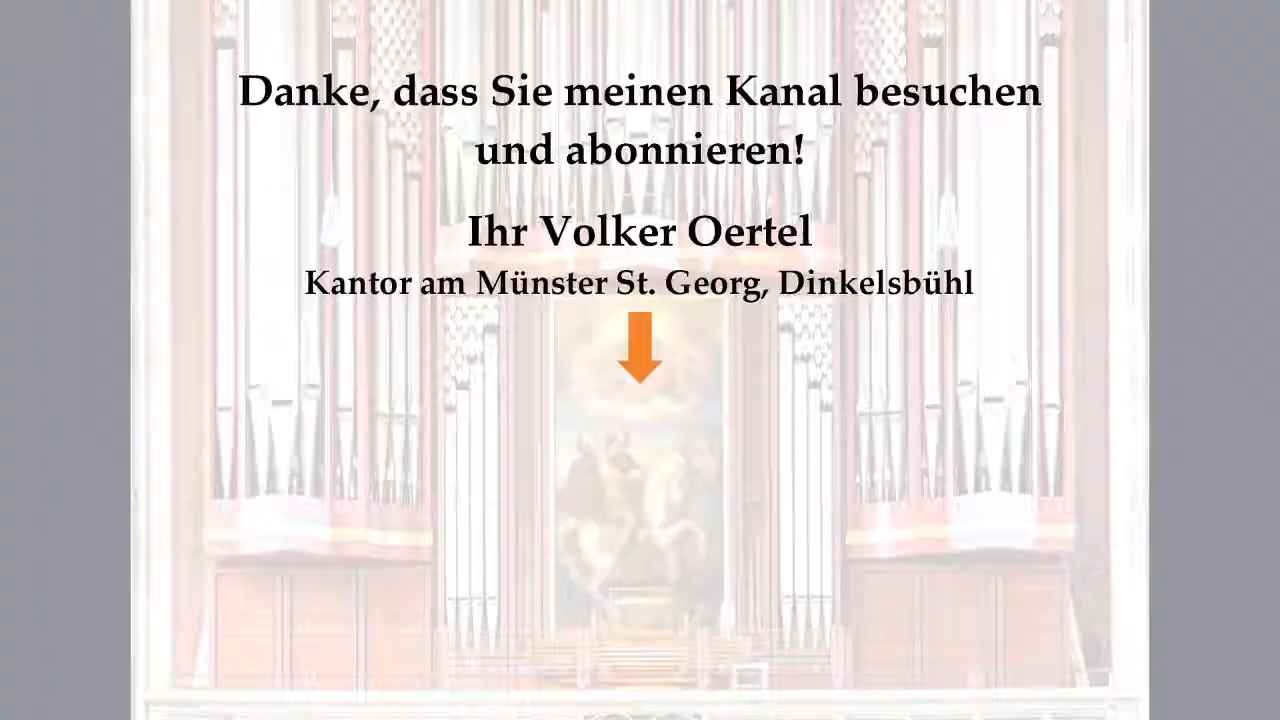 Danke, dass Sie meinen Kanal besuchen
und abonnieren!
Ihr Volker Oertel
Kantor am Münster St. Georg, Dinkelsbühl